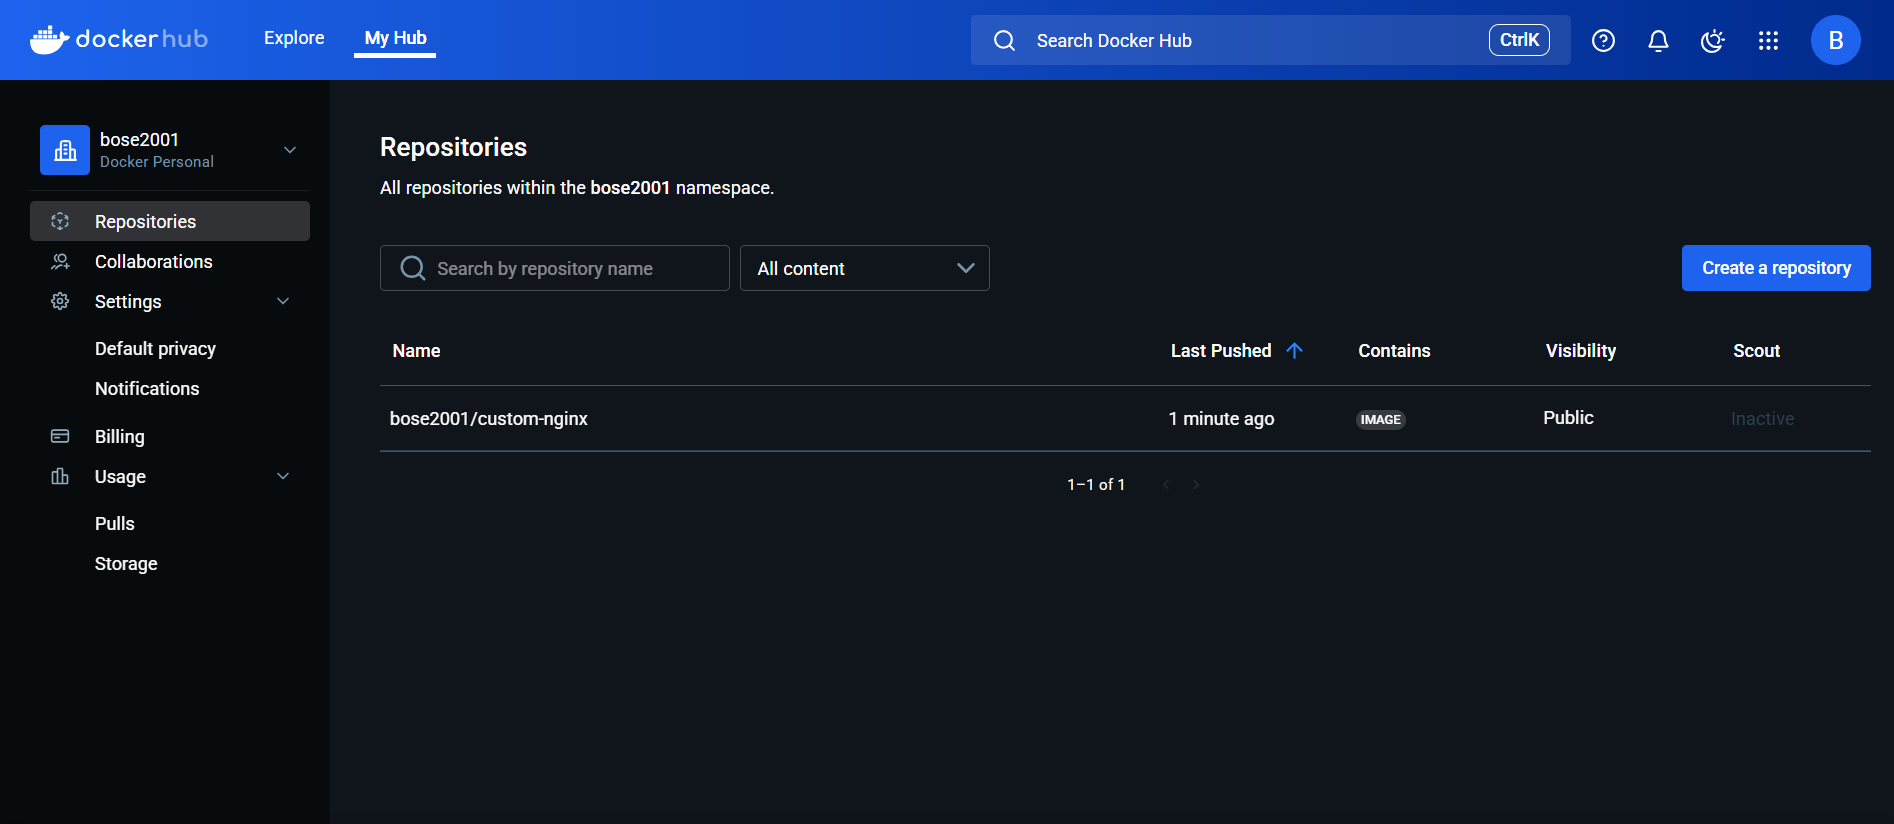 dockerhub Explore My Hub Search Docker Hub CtrlK B
bose2001
Docker Personal
Repositories
Collaborations
Settings
Default privacy
Notifications
Billing
Usage
Pulls
Storage
Repositories
All repositories within the bose2001 namespace.
Search by repository name All content Create a repository
Name Last Pushed Contains Visibility Scout
bose2001/custom-nginx 1 minute ago IMAGE Public Inactive
1–1 of 1